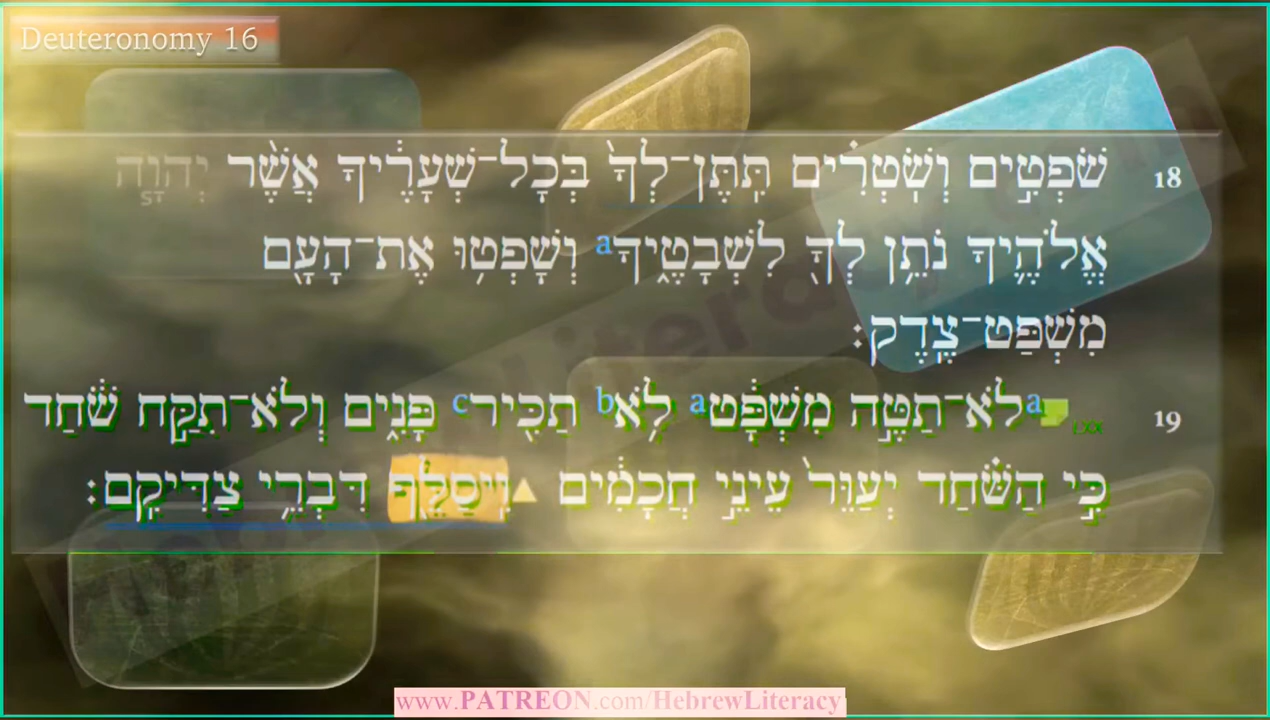 Deuteronomy 16
18 שֹׁפְטִ֣ים וְשֹֽׁטְרִ֗ים תִּֽתֶּן־לְךָ֙ בְּכָל־שְׁעָרֶ֔יךָ אֲשֶׁ֨ר יְהוָ֧ה
אֱלֹהֶ֛יךָ נֹתֵ֥ן לְךָ֖ לִשְׁבָטֶ֑יךָ a וְשָׁפְט֥וּ אֶת־הָעָ֖ם
מִשְׁפַּט־צֶֽדֶק׃
19 LXX a לֹא־תַטֶּ֣ה מִשְׁפָּ֔ט a לֹ֥א b תַכִּ֖יר c פָּנִ֑ים וְלֹא־תִקַּ֣ח שֹׁ֔חַד
כִּ֣י הַשֹּׁ֗חַד יְעַוֵּר֙ עֵינֵ֣י חֲכָמִ֔ים וִֽיסַלֵּ֖ף דִּבְרֵ֥י צַדִּיקִֽם׃
www.PATREON.com/HebrewLiteracy